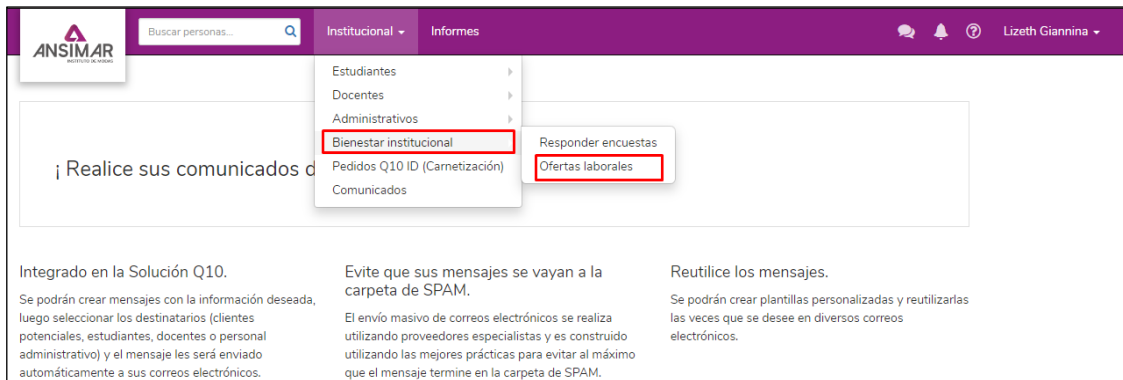 ANSIMAR
INSTITUTO DE MODAS
Buscar personas...
Institucional
Informes
Lizeth Giannina
Estudiantes
Docentes
Administrativos
Bienestar institucional
Pedidos Q10 ID (Carnetización)
Comunicados
Responder encuestas
Ofertas laborales
¡ Realice sus comunicados d
Integrado en la Solución Q10.
Se podrán crear mensajes con la información deseada,
luego seleccionar los destinatarios (clientes
potenciales, estudiantes, docentes o personal
administrativo) y el mensaje les será enviado
automáticamente a sus correos electrónicos.
Evite que sus mensajes se vayan a la
carpeta de SPAM.
El envío masivo de correos electrónicos se realiza
utilizando proveedores especialistas y es construido
utilizando las mejores prácticas para evitar al máximo
que el mensaje termine en la carpeta de SPAM.
Reutilice los mensajes.
Se podrán crear plantillas personalizadas y reutilizarlas
las veces que se desee en diversos correos
electrónicos.